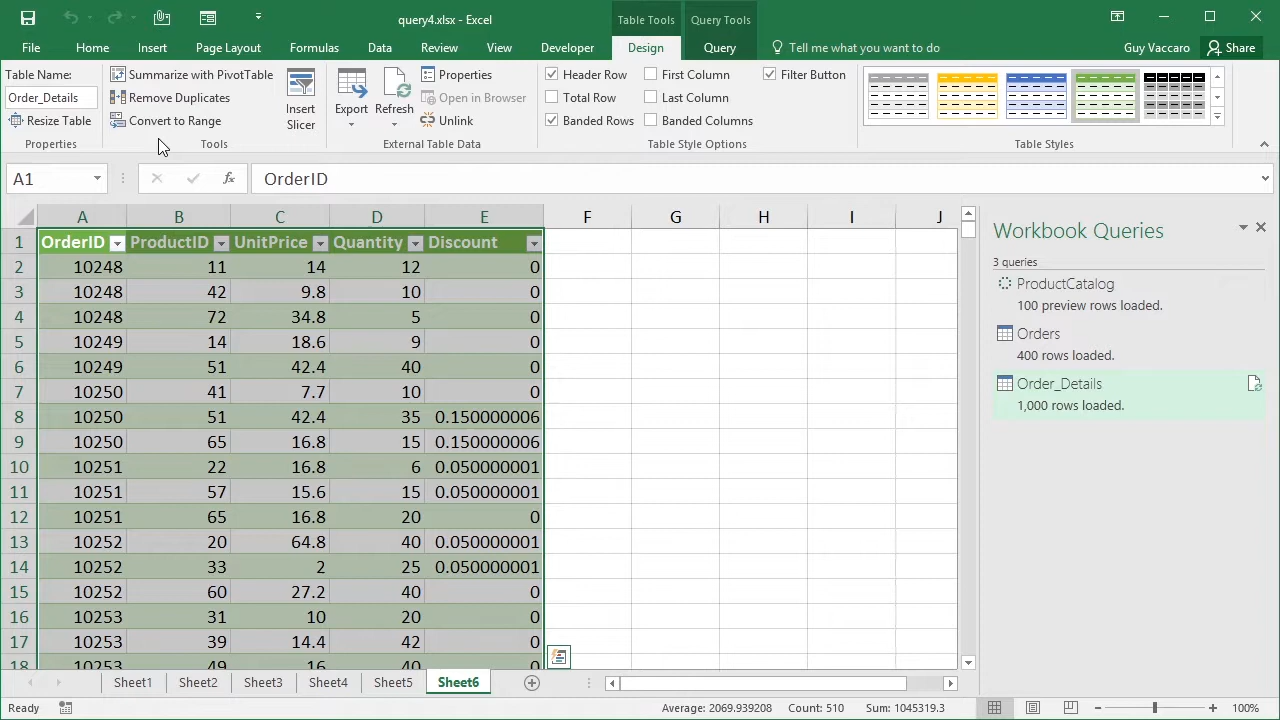 query4.xlsx - Excel
Table Tools
Query Tools
File
Home
Insert
Page Layout
Formulas
Data
Review
View
Developer
Design
Query
Tell me what you want to do
Guy Vaccaro
Share
Table Name:
Order_Details
Resize Table
Properties
Summarize with PivotTable
Remove Duplicates
Convert to Range
Tools
Insert
Slicer
Export
Refresh
Properties
Open in Browser
Unlink
External Table Data
Header Row
Total Row
Banded Rows
First Column
Last Column
Banded Columns
Filter Button
Table Style Options
Table Styles
A1
fx
OrderID
A B C D E F G H I J
1 OrderID ProductID UnitPrice Quantity Discount
2 10248 11 14 12 0
3 10248 42 9.8 10 0
4 10248 72 34.8 5 0
5 10249 14 18.6 9 0
6 10249 51 42.4 40 0
7 10250 41 7.7 10 0
8 10250 51 42.4 35 0.150000006
9 10250 65 16.8 15 0.150000006
10 10251 22 16.8 6 0.050000001
11 10251 57 15.6 15 0.050000001
12 10251 65 16.8 20 0
13 10252 20 64.8 40 0.050000001
14 10252 33 2 25 0.050000001
15 10252 60 27.2 40 0
16 10253 31 10 20 0
17 10253 39 14.4 42 0
18 10253 49 16 40 0
Workbook Queries
3 queries
ProductCatalog
100 preview rows loaded.
Orders
400 rows loaded.
Order_Details
1,000 rows loaded.
Sheet1
Sheet2
Sheet3
Sheet4
Sheet5
Sheet6
Ready
Average: 2069.939208
Count: 510
Sum: 1045319.3
100%